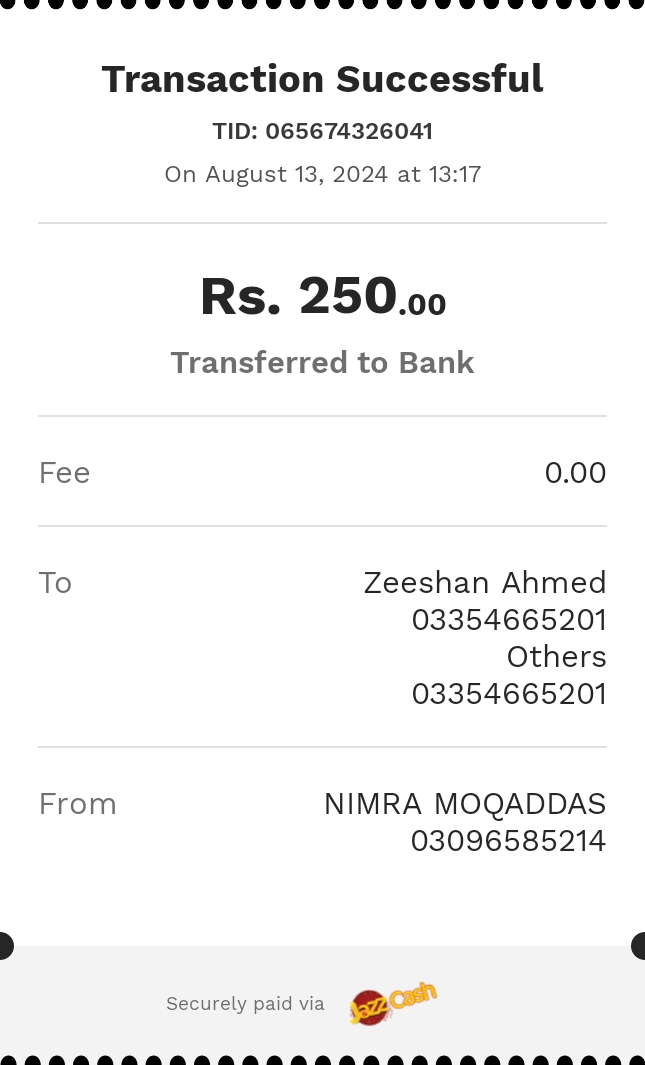 Transaction Successful
TID: 065674326041
On August 13, 2024 at 13:17
Rs. 250.00
Transferred to Bank
Fee 0.00
To Zeeshan Ahmed
03354665201
Others
03354665201
From NIMRA MOQADDAS
03096585214
Securely paid via JazzCash